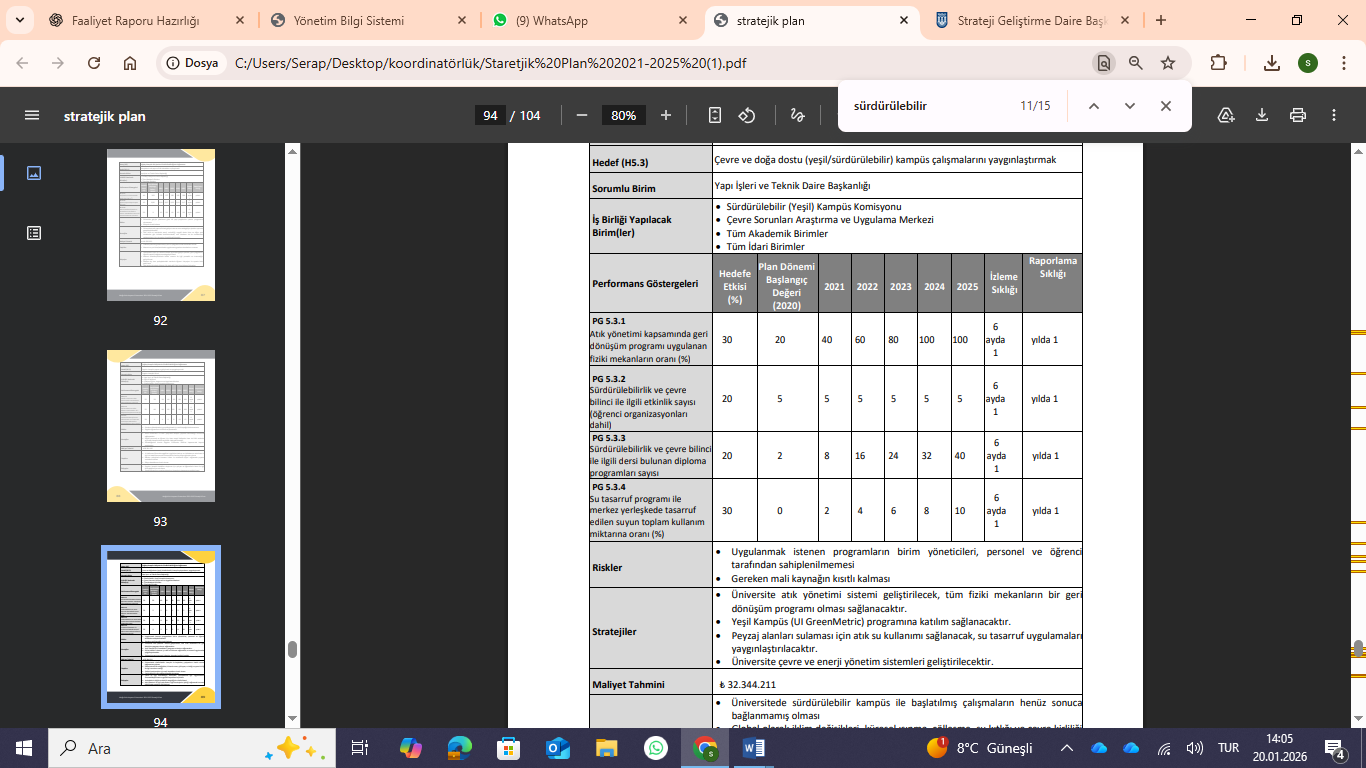 Faaliyet Raporu Hazırlığı
Yönetim Bilgi Sistemi
(9) WhatsApp
stratejik plan
Strateji Geliştirme Daire Başk
Dosya
C:/Users/Serap/Desktop/koordinatörlük/Staretjik%20Plan%202021-2025%20(1).pdf
S
sürdürülebilir
11/15
stratejik plan
94 / 104
80%
92
93
94
Hedef (H5.3)
Çevre ve doğa dostu (yeşil/sürdürülebilir) kampüs çalışmalarını yaygınlaştırmak
Sorumlu Birim
Yapı İşleri ve Teknik Daire Başkanlığı
İş Birliği Yapılacak
Birim(ler)
• Sürdürülebilir (Yeşil) Kampüs Komisyonu
• Çevre Sorunları Araştırma ve Uygulama Merkezi
• Tüm Akademik Birimler
• Tüm İdari Birimler
Performans Göstergeleri
Hedefe
Etkisi
(%)
Plan Dönemi
Başlangıç
Değeri
(2020)
2021
2022
2023
2024
2025
İzleme
Sıklığı
Raporlama
Sıklığı
PG 5.3.1
Atık yönetimi kapsamında geri
dönüşüm programı uygulanan
fiziki mekanların oranı (%)
30
20
40
60
80
100
100
6
ayda
1
yılda 1
PG 5.3.2
Sürdürülebilirlik ve çevre
bilinci ile ilgili etkinlik sayısı
(öğrenci organizasyonları
dahil)
20
5
5
5
5
5
5
6
ayda
1
yılda 1
PG 5.3.3
Sürdürülebilirlik ve çevre bilinci
ile ilgili dersi bulunan diploma
programları sayısı
20
2
8
16
24
32
40
6
ayda
1
yılda 1
PG 5.3.4
Su tasarruf programı ile
merkez yerleşkede tasarruf
edilen suyun toplam kullanım
miktarına oranı (%)
30
0
2
4
6
8
10
6
ayda
1
yılda 1
Riskler
• Uygulanmak istenen programların birim yöneticileri, personel ve öğrenci
tarafından sahiplenilmemesi
• Gereken mali kaynağın kısıtlı kalması
Stratejiler
• Üniversite atık yönetimi sistemi geliştirilecek, tüm fiziki mekanların bir geri
dönüşüm programı olması sağlanacaktır.
• Yeşil Kampüs (UI GreenMetric) programına katılım sağlanacaktır.
• Peyzaj alanları sulaması için atık su kullanımı sağlanacak, su tasarruf uygulamaları
yaygınlaştırılacaktır.
• Üniversite çevre ve enerji yönetim sistemleri geliştirilecektir.
Maliyet Tahmini
₺ 32.344.211
• Üniversitede sürdürülebilir kampüs ile başlatılmış çalışmaların henüz sonuca
bağlanmamış olması
Ara
1
8°C Güneşli
TUR
14:05
20.01.2026
4